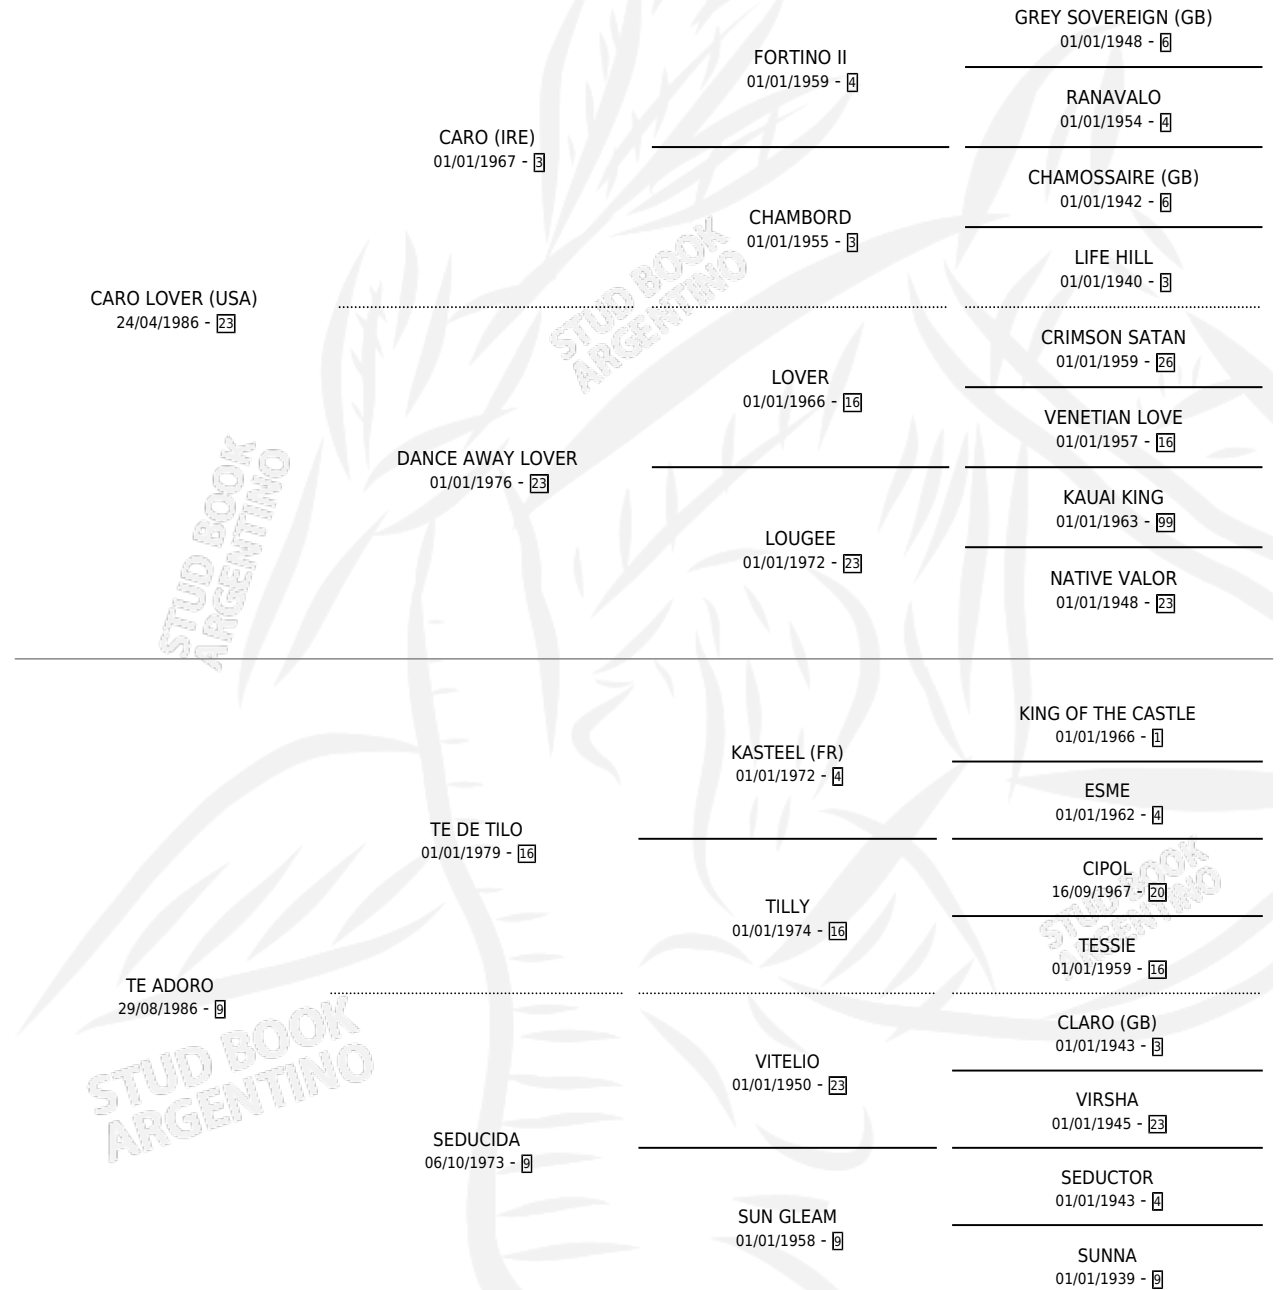 GREY SOVEREIGN (GB)
01/01/1948 - 6
FORTINO II
01/01/1959 - 4
RANAVALO
01/01/1954 - 4
CARO (IRE)
01/01/1967 - 3
CHAMOSSAIRE (GB)
01/01/1942 - 6
CHAMBORD
01/01/1955 - 3
LIFE HILL
01/01/1940 - 3
CARO LOVER (USA)
24/04/1986 - 23
CRIMSON SATAN
01/01/1959 - 26
LOVER
01/01/1966 - 16
VENETIAN LOVE
01/01/1957 - 16
DANCE AWAY LOVER
01/01/1976 - 23
KAUAI KING
01/01/1963 - 99
LOUGEE
01/01/1972 - 23
NATIVE VALOR
01/01/1948 - 23
KING OF THE CASTLE
01/01/1966 - 1
KASTEEL (FR)
01/01/1972 - 4
ESME
01/01/1962 - 4
TE DE TILO
01/01/1979 - 16
CIPOL
16/09/1967 - 20
TILLY
01/01/1974 - 16
TESSIE
01/01/1959 - 16
TE ADORO
29/08/1986 - 9
CLARO (GB)
01/01/1943 - 3
VITELIO
01/01/1950 - 23
VIRSHA
01/01/1945 - 23
SEDUCIDA
06/10/1973 - 9
SEDUCTOR
01/01/1943 - 4
SUN GLEAM
01/01/1958 - 9
SUNNA
01/01/1939 - 9
STUD BOOK
ARGENTINO
STUD BOOK
ARGENTINO
STUD BOOK
ARGENTINO
STUD BOOK
ARGENTINO